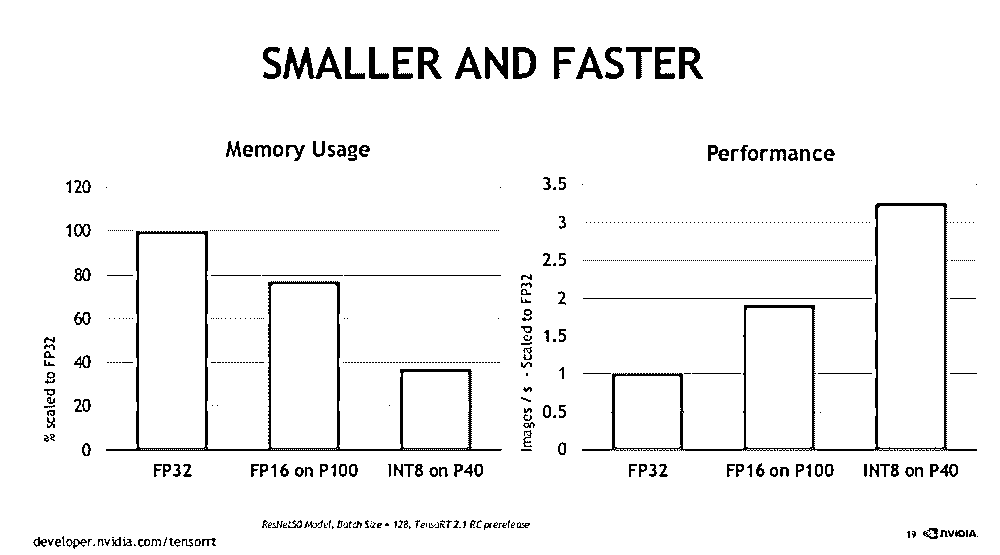 SMALLER AND FASTER
Memory Usage
120
100
80
60
40
20
0
% scaled to FP32
FP32
FP16 on P100
INT8 on P40
Performance
3.5
3
2.5
2
1.5
1
0.5
0
Images / s - Scaled to FP32
FP32
FP16 on P100
INT8 on P40
ResNet50 Model, Batch Size = 128, TensoRT 2.1 RC prerelease
developer.nvidia.com/tensorrt
19 NVIDIA.